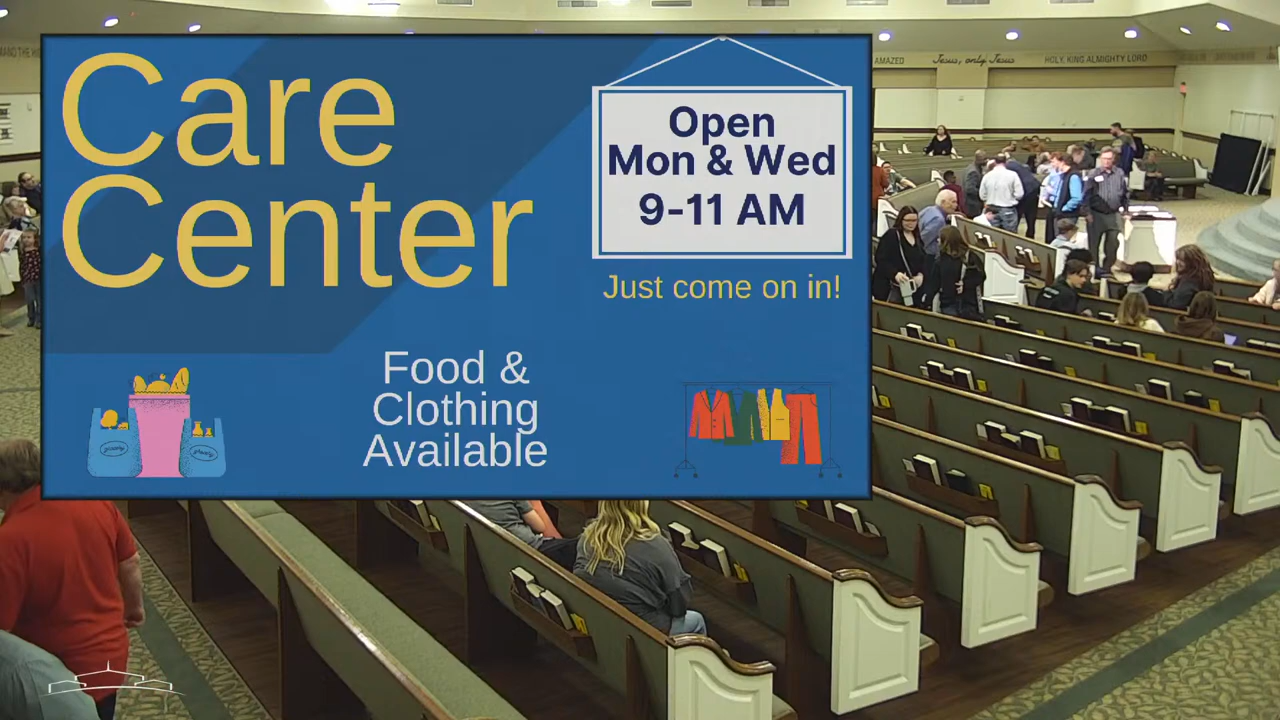 Care
Center
Open
Mon & Wed
9-11 AM
Just come on in!
Food &
Clothing
Available
AMAZED
Jesus, only Jesus
HOLY, KING ALMIGHTY LORD